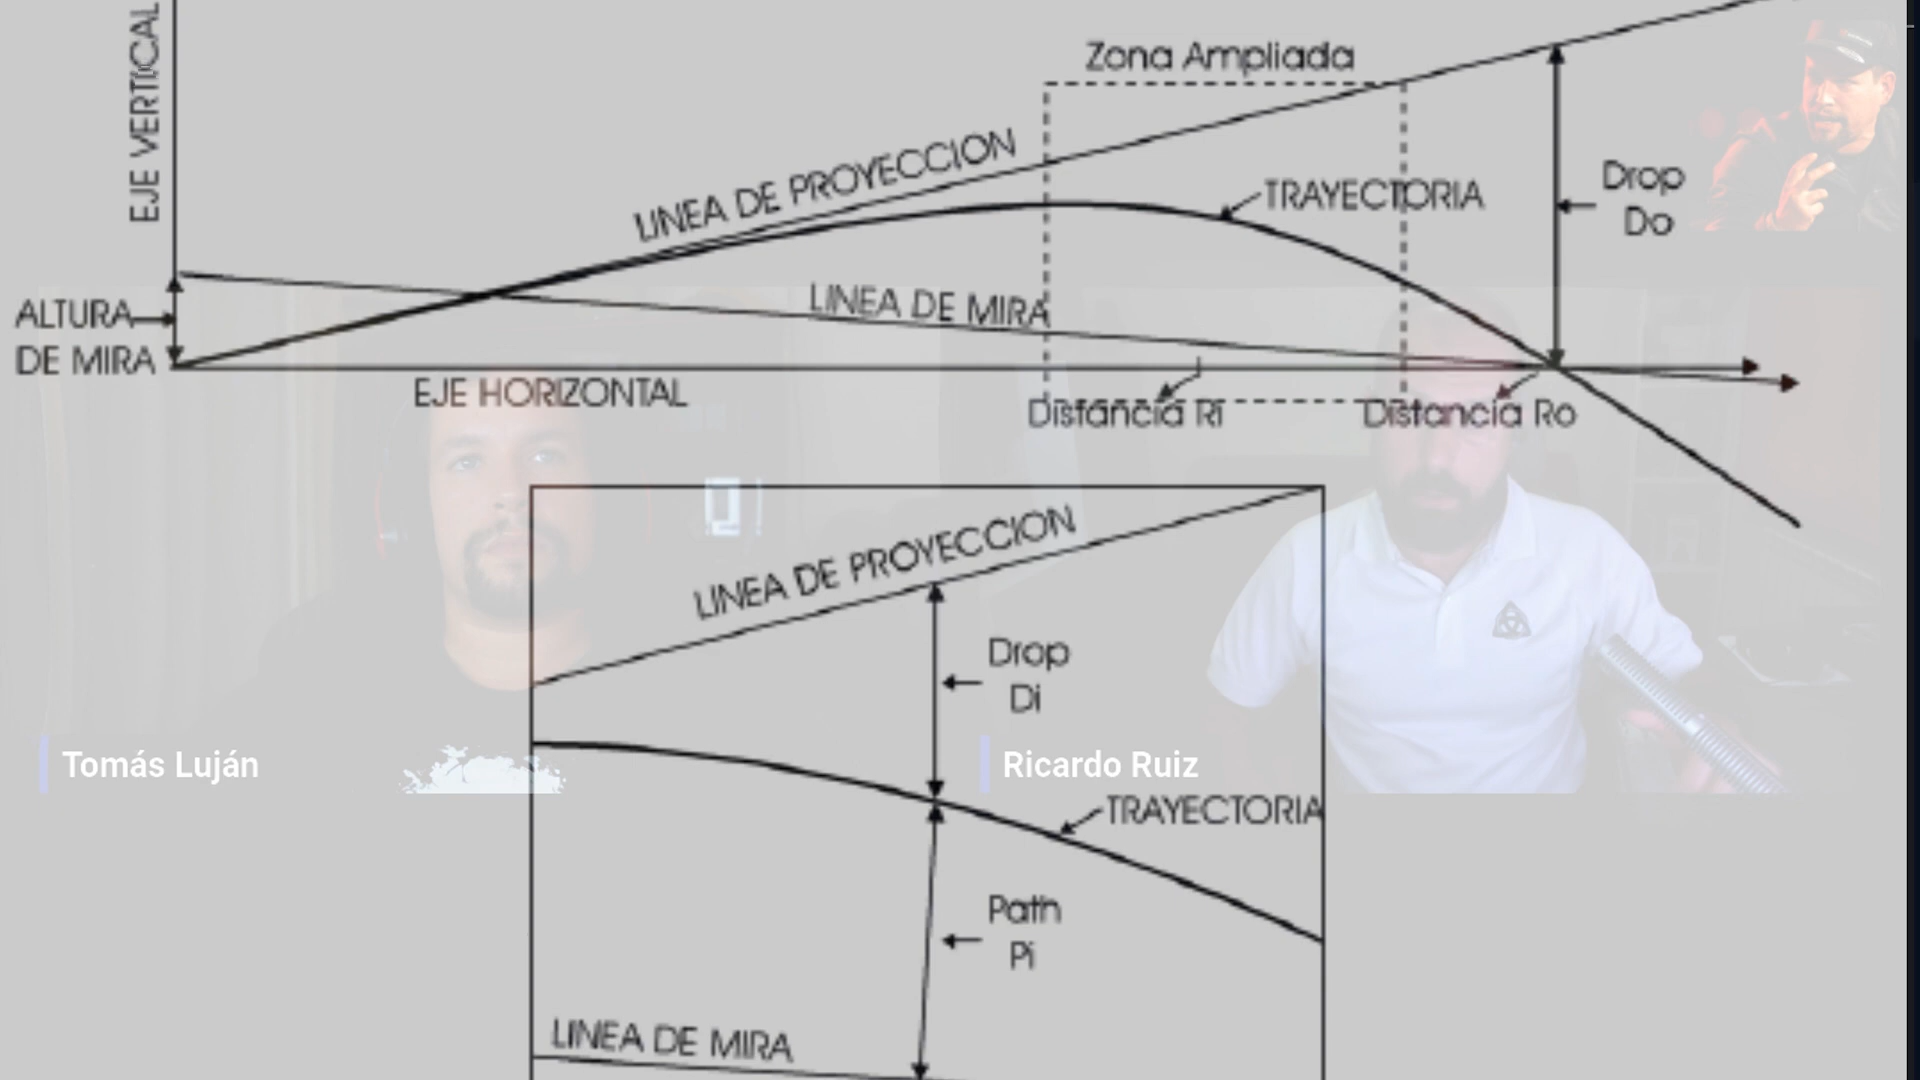 EJE VERTICAL
Zona Ampliada
LINEA DE PROYECCION
TRAYECTORIA
Drop
Do
ALTURA
DE MIRA
LINEA DE MIRA
EJE HORIZONTAL
Distancia Ri
Distancia Ro
LINEA DE PROYECCION
Drop
Di
TRAYECTORIA
Path
Pi
LINEA DE MIRA
Tomás Luján
Ricardo Ruiz